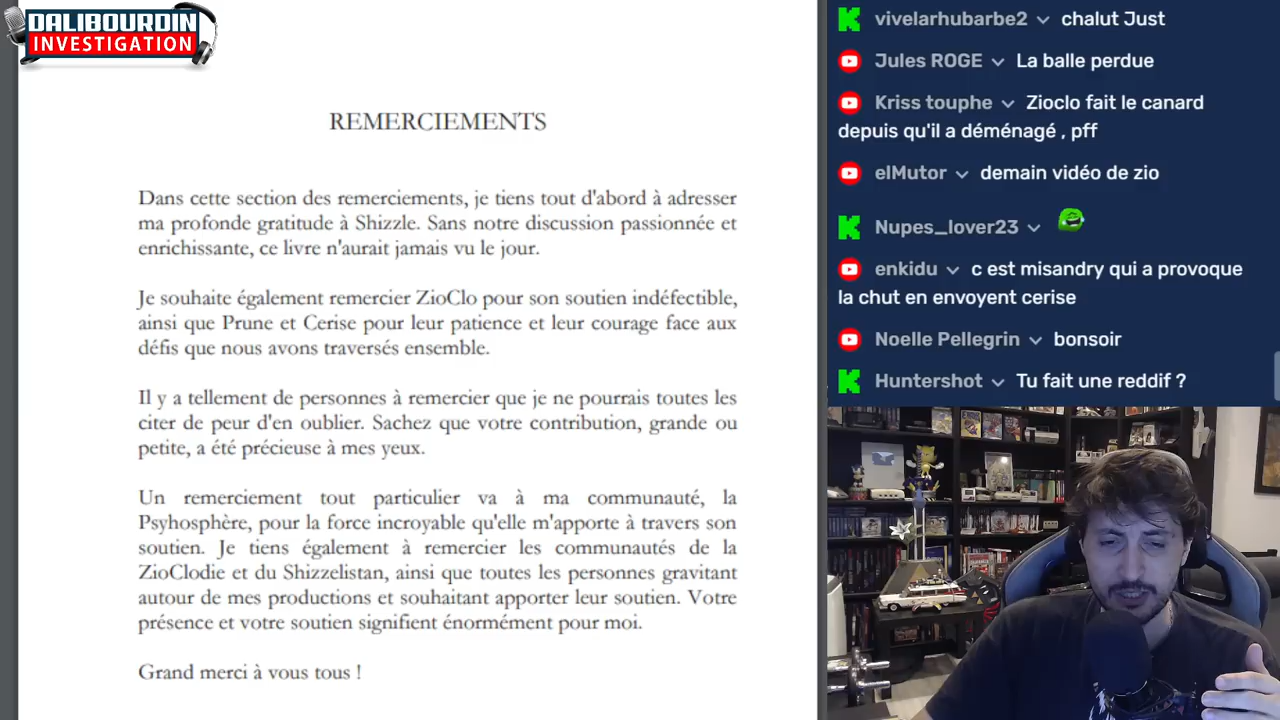 DALIBOURDIN
INVESTIGATION
REMERCIEMENTS
Dans cette section des remerciements, je tiens tout d'abord à adresser
ma profonde gratitude à Shizzle. Sans notre discussion passionnée et
enrichissante, ce livre n'aurait jamais vu le jour.
Je souhaite également remercier ZioClo pour son soutien indéfectible,
ainsi que Prune et Cerise pour leur patience et leur courage face aux
défis que nous avons traversés ensemble.
Il y a tellement de personnes à remercier que je ne pourrais toutes les
citer de peur d'en oublier. Sachez que votre contribution, grande ou
petite, a été précieuse à mes yeux.
Un remerciement tout particulier va à ma communauté, la
Psyhosphère, pour la force incroyable qu'elle m'apporte à travers son
soutien. Je tiens également à remercier les communautés de la
ZioClodie et du Shizzelistan, ainsi que toutes les personnes gravitant
autour de mes productions et souhaitant apporter leur soutien. Votre
présence et votre soutien signifient énormément pour moi.
Grand merci à vous tous !
vivelarhubarbe2 chalut Just
Jules ROGE La balle perdue
Kriss touphe Zioclo fait le canard
depuis qu'il a déménagé , pff
elMutor demain vidéo de zio
Nupes_lover23
enkidu c est misandry qui a provoque
la chut en envoyent cerise
Noelle Pellegrin bonsoir
Huntershot Tu fait une reddif ?